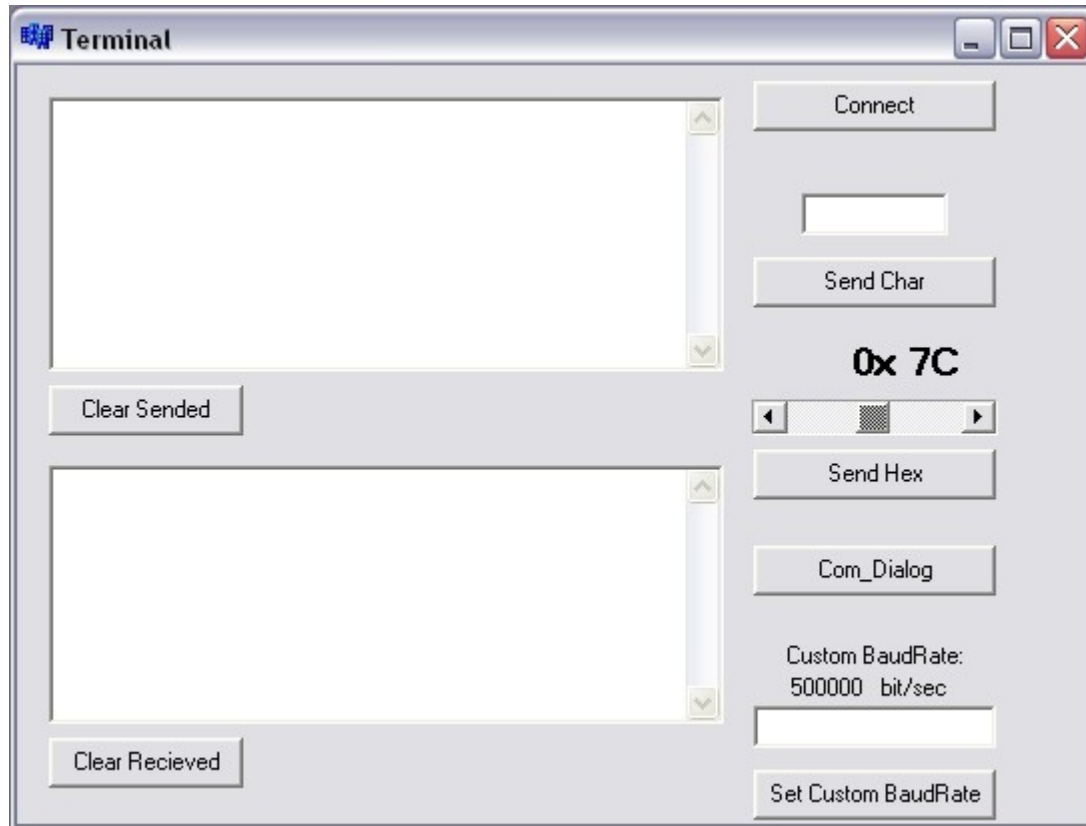 Terminal
Connect
Send Char
0x 7C
Clear Sended
Send Hex
Com_Dialog
Custom BaudRate:
500000 bit/sec
Clear Recieved
Set Custom BaudRate